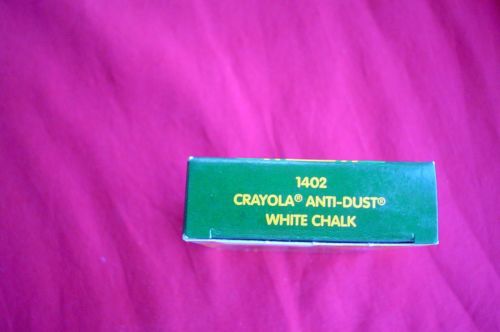 1402
CRAYOLA® ANTI-DUST®
WHITE CHALK